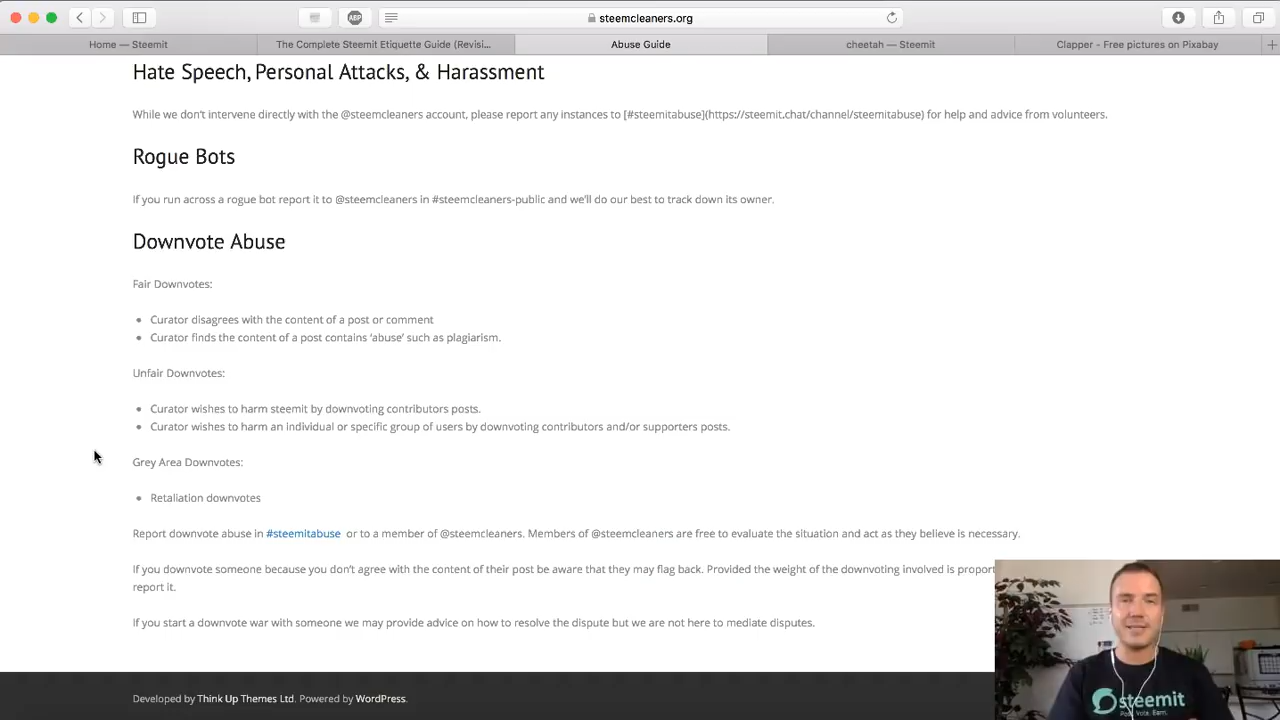 steemcleaners.org
ABP
Home — Steemit
The Complete Steemit Etiquette Guide (Revisi...
Abuse Guide
cheetah — Steemit
Clapper - Free pictures on Pixabay
Hate Speech, Personal Attacks, & Harassment
While we don't intervene directly with the @steemcleaners account, please report any instances to [#steemitabuse](https://steemit.chat/channel/steemitabuse) for help and advice from volunteers.
Rogue Bots
If you run across a rogue bot report it to @steemcleaners in #steemcleaners-public and we'll do our best to track down its owner.
Downvote Abuse
Fair Downvotes:
Curator disagrees with the content of a post or comment
Curator finds the content of a post contains 'abuse' such as plagiarism.
Unfair Downvotes:
Curator wishes to harm steemit by downvoting contributors posts.
Curator wishes to harm an individual or specific group of users by downvoting contributors and/or supporters posts.
Grey Area Downvotes:
Retaliation downvotes
Report downvote abuse in #steemitabuse or to a member of @steemcleaners. Members of @steemcleaners are free to evaluate the situation and act as they believe is necessary.
If you downvote someone because you don't agree with the content of their post be aware that they may flag back. Provided the weight of the downvoting involved is
report it.
If you start a downvote war with someone we may provide advice on how to resolve the dispute but we are not here to mediate disputes.
Developed by Think Up Themes Ltd. Powered by WordPress.
steemit